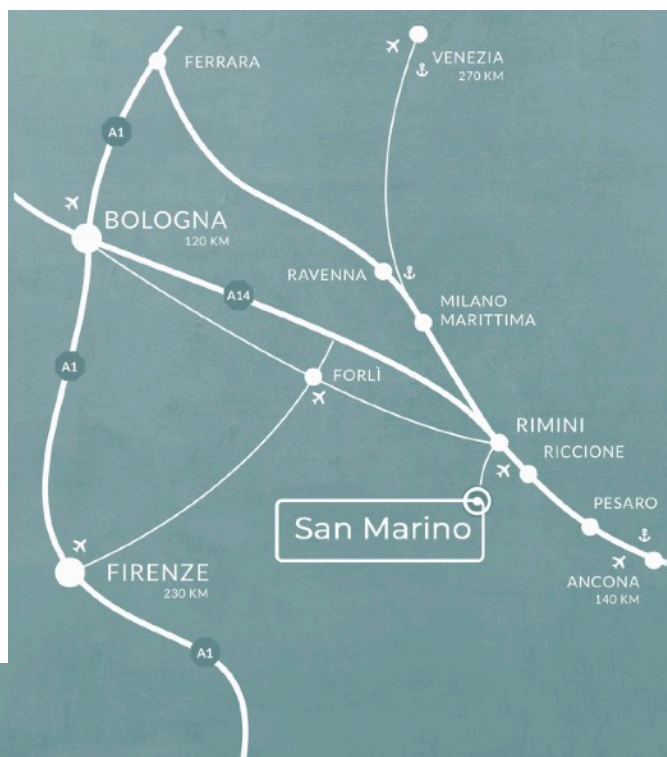 FERRARA
VENEZIA
270 KM
A1
BOLOGNA
120 KM
RAVENNA
A14
MILANO
MARITTIMA
A1
FORLÌ
RIMINI
RICCIONE
San Marino
PESARO
FIRENZE
230 KM
ANCONA
140 KM
A1